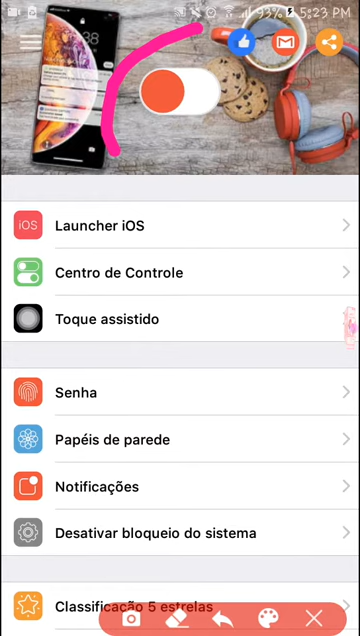 93% 5:23 PM
iOS Launcher iOS
Centro de Controle
Toque assistido
Senha
Papéis de parede
Notificações
Desativar bloqueio do sistema
Classificação 5 estrelas